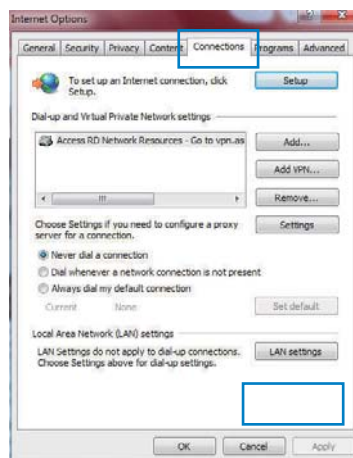 Internet Options
General Security Privacy Content Connections Programs Advanced
To set up an Internet connection, click
Setup.
Setup
Dial-up and Virtual Private Network settings
Access RD Network Resources - Go to vpn.as
Add...
Add VPN...
Remove...
Choose Settings if you need to configure a proxy
server for a connection.
Settings
Never dial a connection
Dial whenever a network connection is not present
Always dial my default connection
Current None
Set default
Local Area Network (LAN) settings
LAN Settings do not apply to dial-up connections.
Choose Settings above for dial-up settings.
LAN settings
OK Cancel Apply